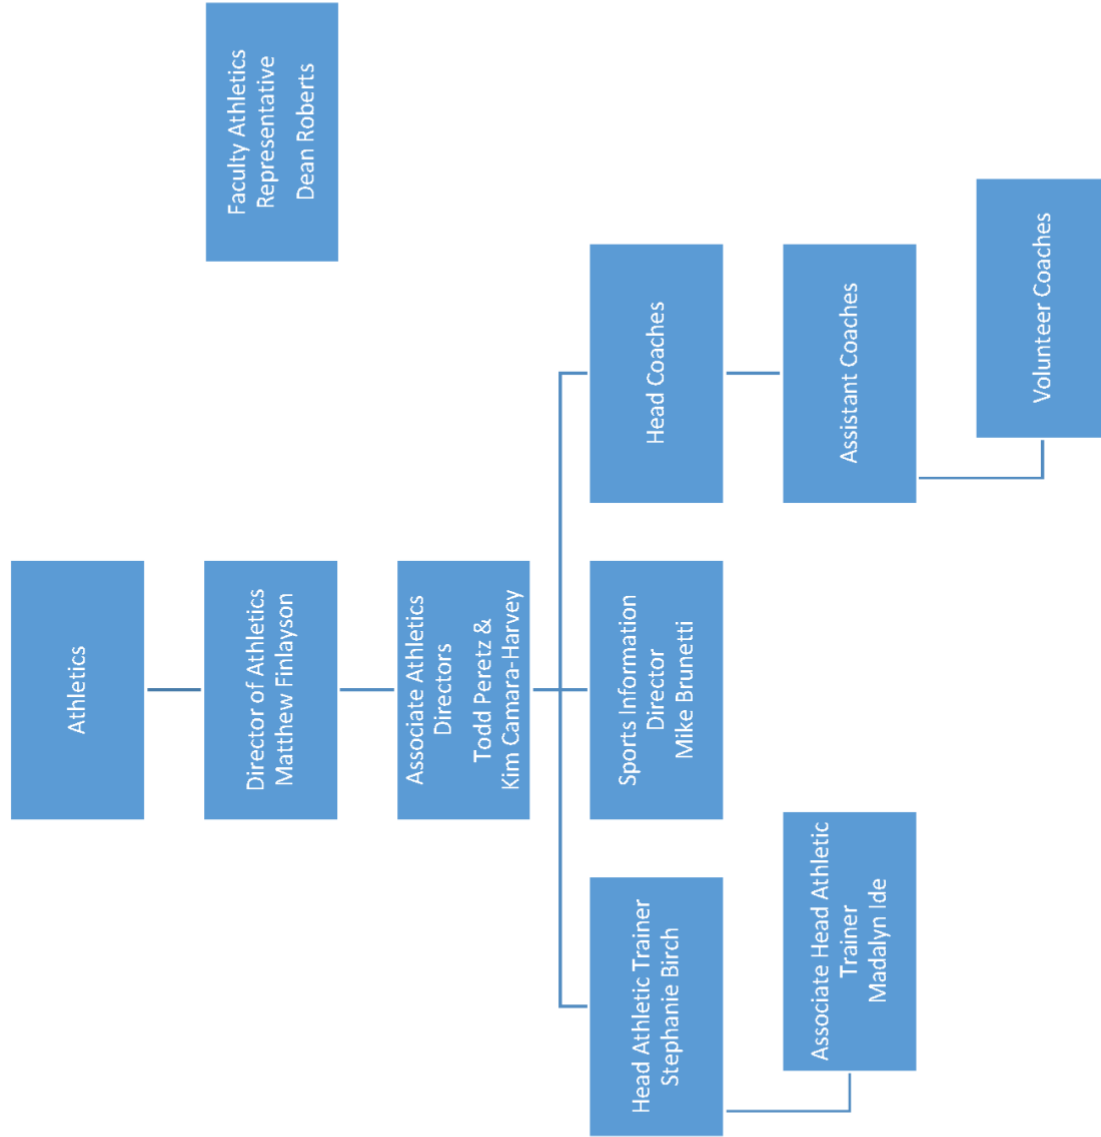 Athletics
Faculty Athletics
Representative
Dean Roberts
Director of Athletics
Matthew Finlayson
Associate Athletics
Directors
Todd Peretz &
Kim Camara-Harvey
Head Athletic Trainer
Stephanie Birch
Sports Information
Director
Mike Brunetti
Head Coaches
Associate Head Athletic
Trainer
Madalyn Ide
Assistant Coaches
Volunteer Coaches